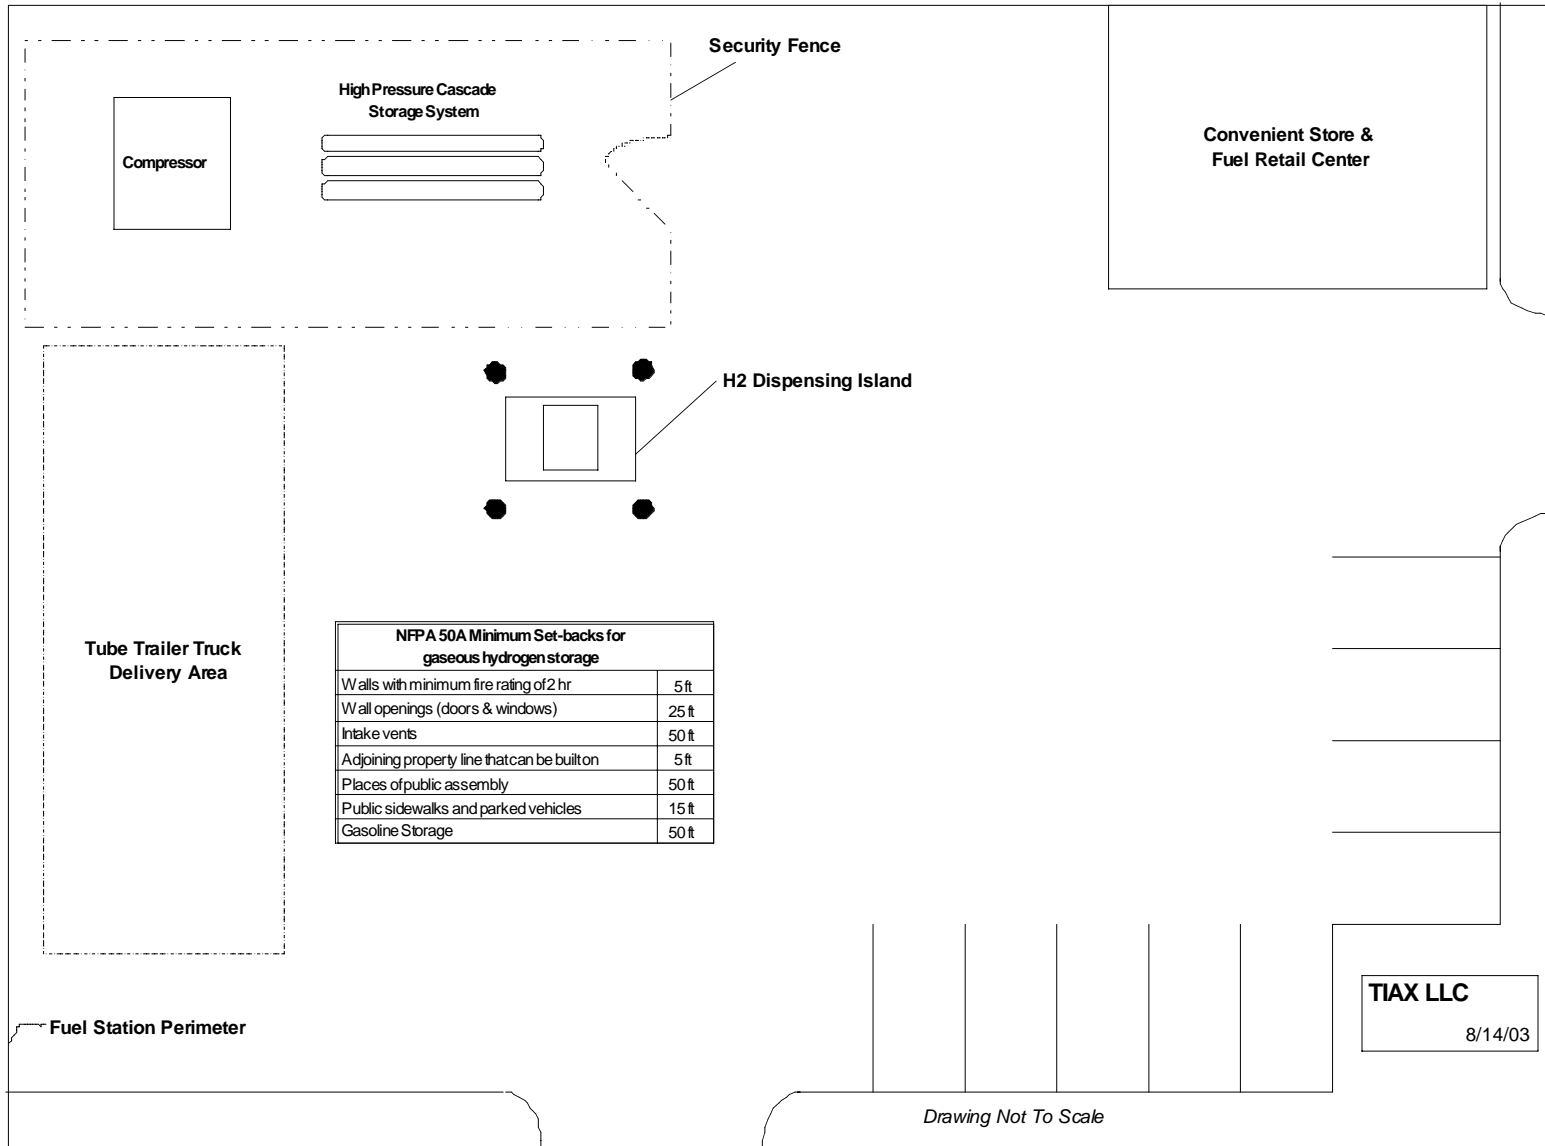 Security Fence
High Pressure Cascade
Storage System
Compressor
Convenient Store &
Fuel Retail Center
H2 Dispensing Island
Tube Trailer Truck
Delivery Area
NFPA 50A Minimum Set-backs for
gaseous hydrogen storage
Walls with minimum fire rating of 2 hr 5 ft
Wall openings (doors & windows) 25 ft
Intake vents 50 ft
Adjoining property line that can be built on 5 ft
Places of public assembly 50 ft
Public sidewalks and parked vehicles 15 ft
Gasoline Storage 50 ft
Fuel Station Perimeter
TIAX LLC
8/14/03
Drawing Not To Scale